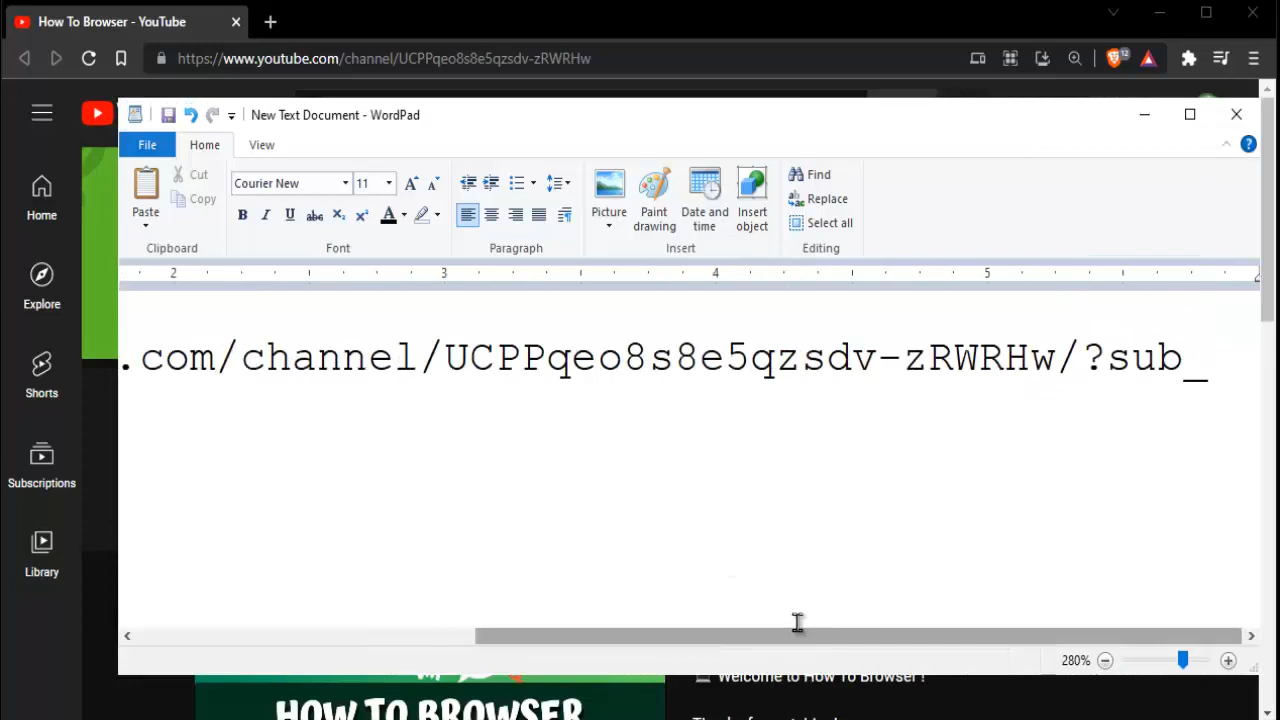 How To Browser - YouTube
https://www.youtube.com/channel/UCPPqeo8s8e5qzsdv-zRWRHw
12
New Text Document - WordPad
File Home View
Paste
Cut
Copy
Clipboard
Courier New 11
Font
Paragraph
Picture
Paint drawing
Date and time
Insert object
Insert
Find
Replace
Select all
Editing
2 3 4 5
.com/channel/UCPPqeo8s8e5qzsdv-zRWRHw/?sub_
280%
Home
Explore
Shorts
Subscriptions
Library
HOW TO BROWSER
Welcome to How To Browser !